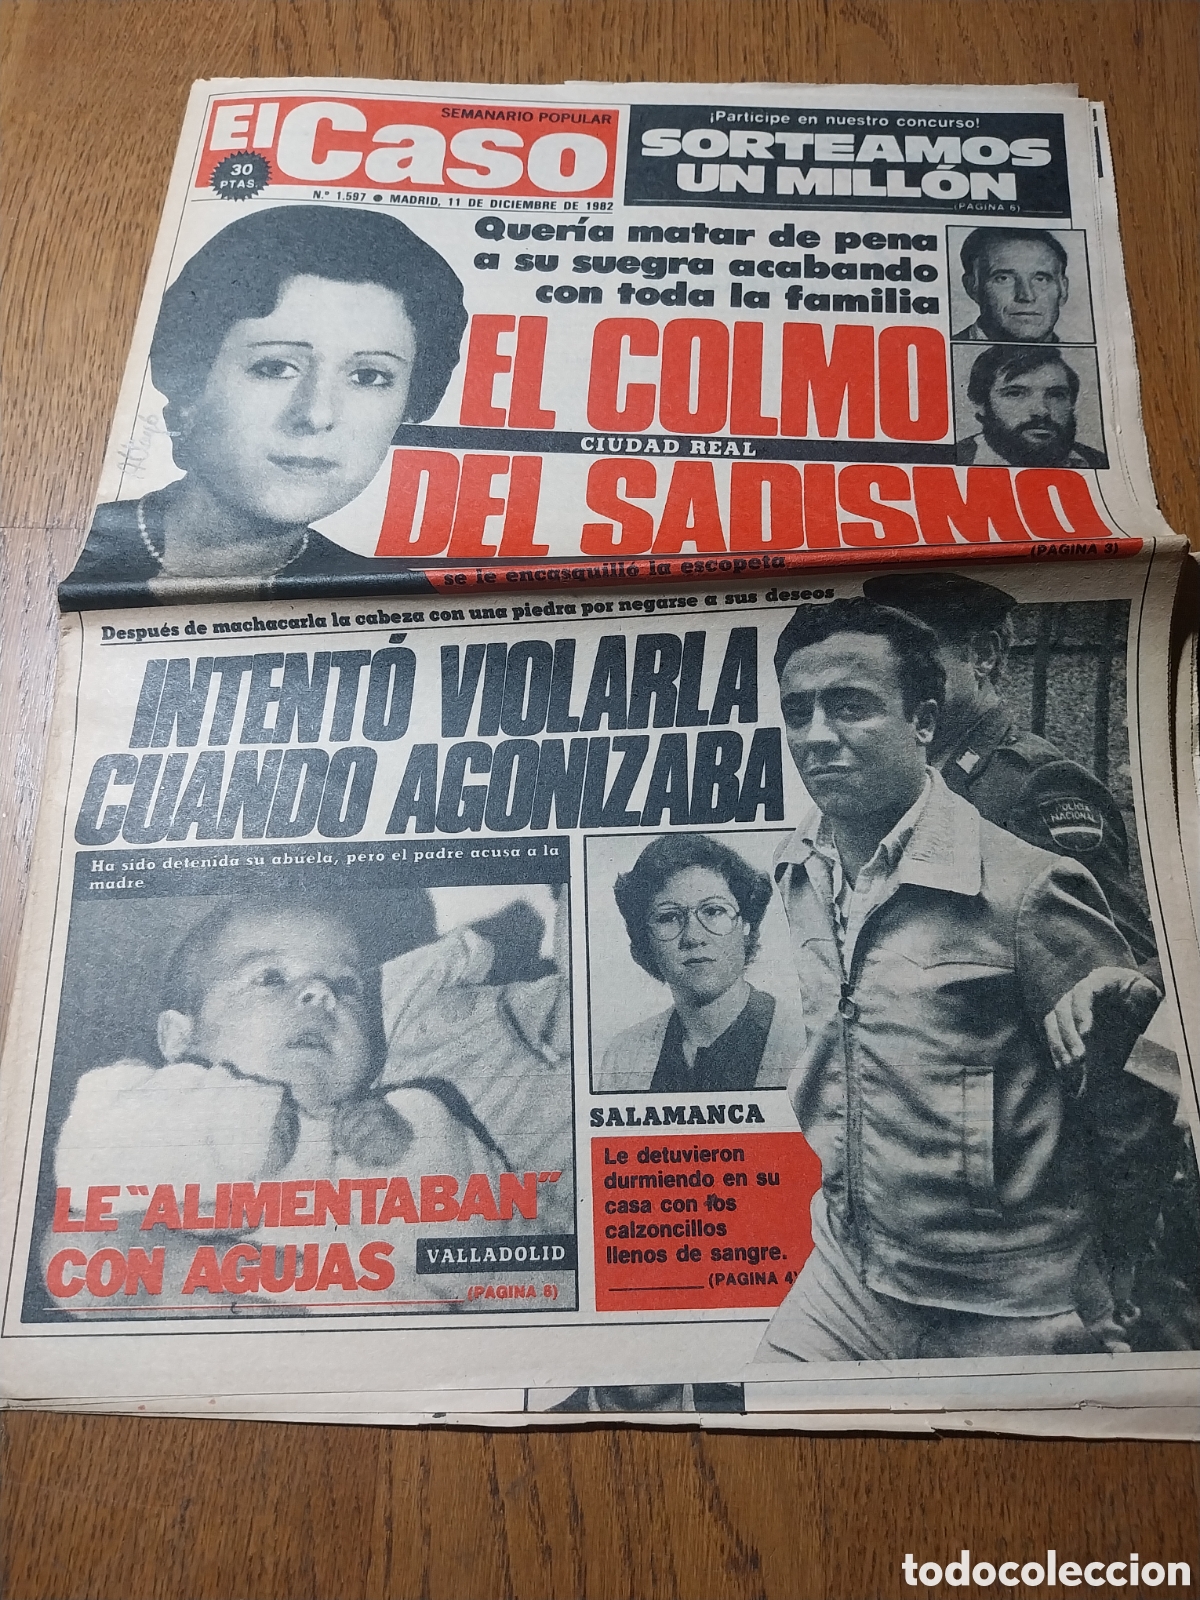 El Caso
SEMANARIO POPULAR
30
PTAS.
N.º 1.597 ● MADRID, 11 DE DICIEMBRE DE 1982
¡Participe en nuestro concurso!
SORTEAMOS
UN MILLÓN
(PAGINA 6)
Quería matar de pena
a su suegra acabando
con toda la familia
EL COLMO
CIUDAD REAL
DEL SADISMO
(PAGINA 3)
se le encasquilló la escopeta
Después de machacarla la cabeza con una piedra por negarse a sus deseos
INTENTÓ VIOLARLA
CUANDO AGONIZABA
POLICIA
NACIONAL
Ha sido detenida su abuela, pero el padre acusa a la
madre
LE "ALIMENTABAN"
CON AGUJAS
VALLADOLID
(PAGINA 6)
SALAMANCA
Le detuvieron
durmiendo en su
casa con los
calzoncillos
llenos de sangre.
(PAGINA 4)
todocoleccion